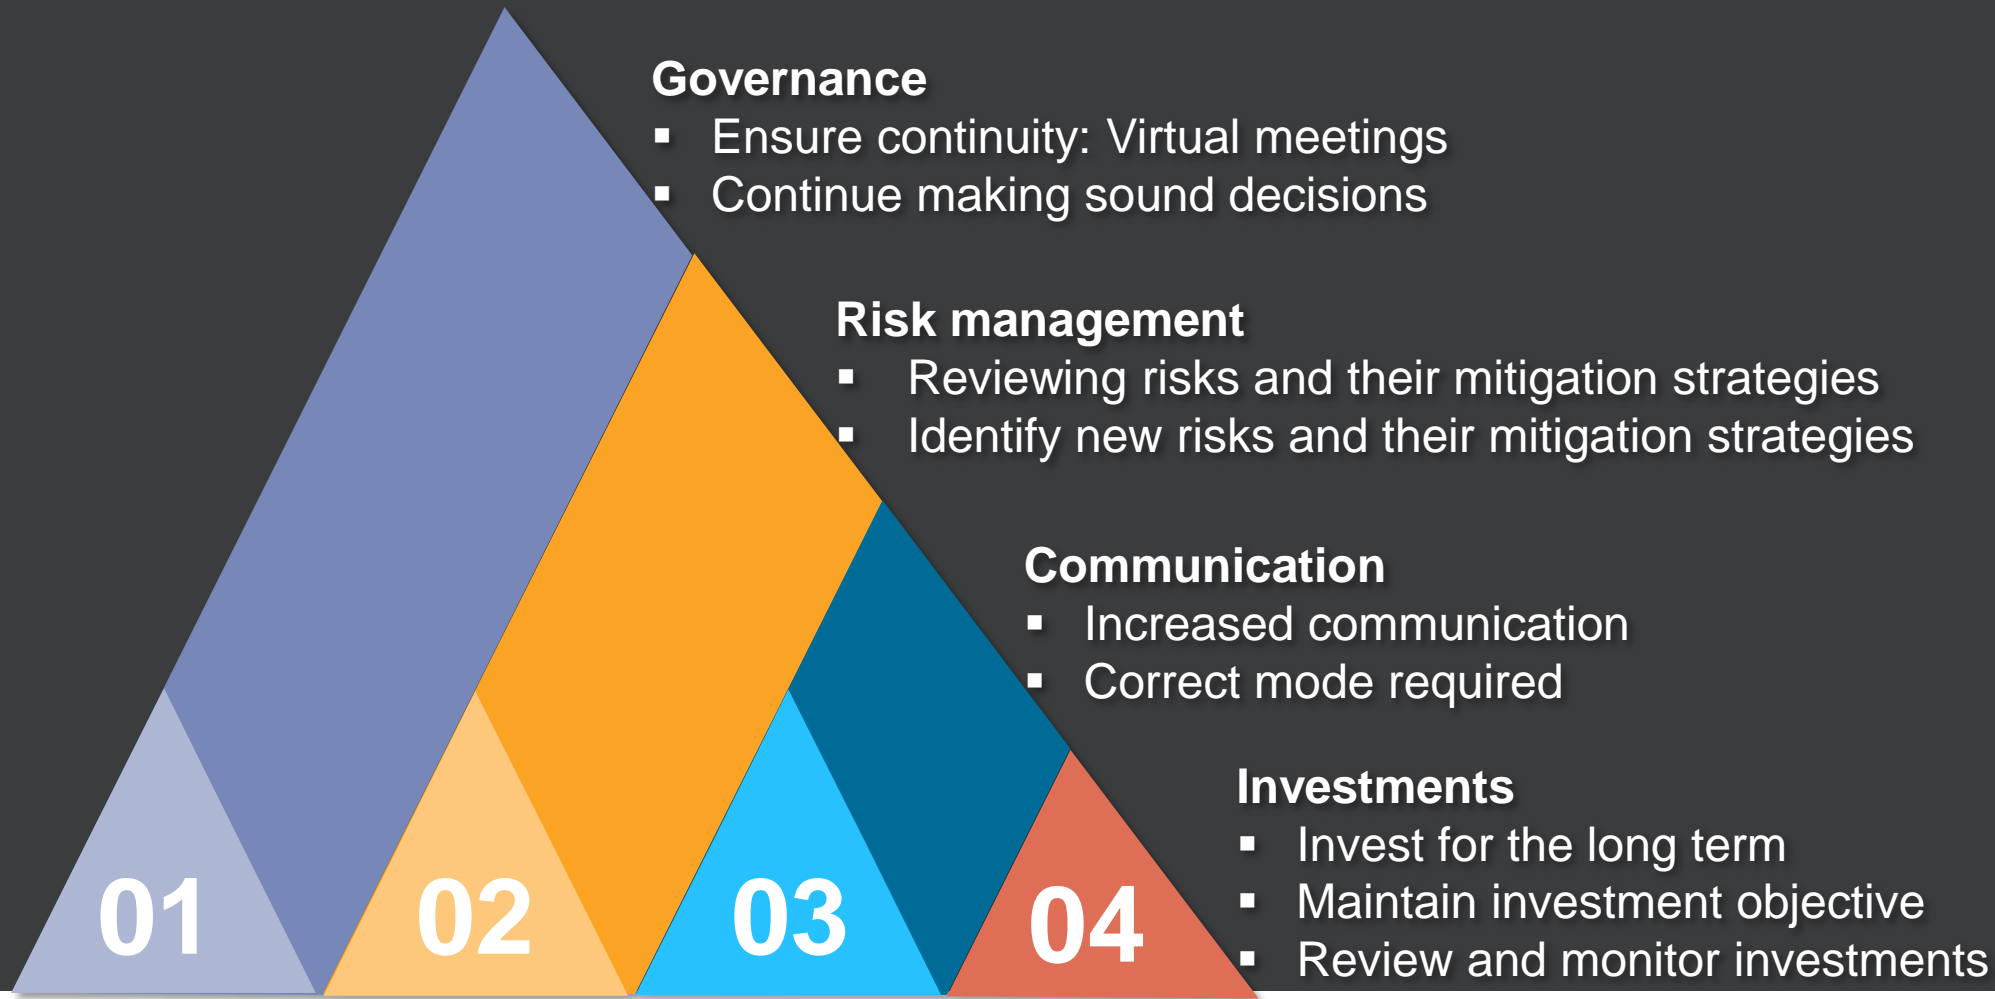 Governance
▪ Ensure continuity: Virtual meetings
▪ Continue making sound decisions
Risk management
▪ Reviewing risks and their mitigation strategies
▪ Identify new risks and their mitigation strategies
Communication
▪ Increased communication
▪ Correct mode required
Investments
▪ Invest for the long term
▪ Maintain investment objective
▪ Review and monitor investments
01 02 03 04